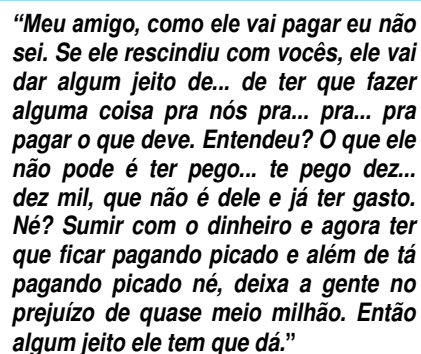 “Meu amigo, como ele vai pagar eu não
sei. Se ele rescindiu com vocês, ele vai
dar algum jeito de... de ter que fazer
alguma coisa pra nós pra... pra... pra
pagar o que deve. Entendeu? O que ele
não pode é ter pego... te pego dez...
dez mil, que não é dele e já ter gasto.
Né? Sumir com o dinheiro e agora ter
que ficar pagando picado e além de tá
pagando picado né, deixa a gente no
prejuízo de quase meio milhão. Então
algum jeito ele tem que dá.”